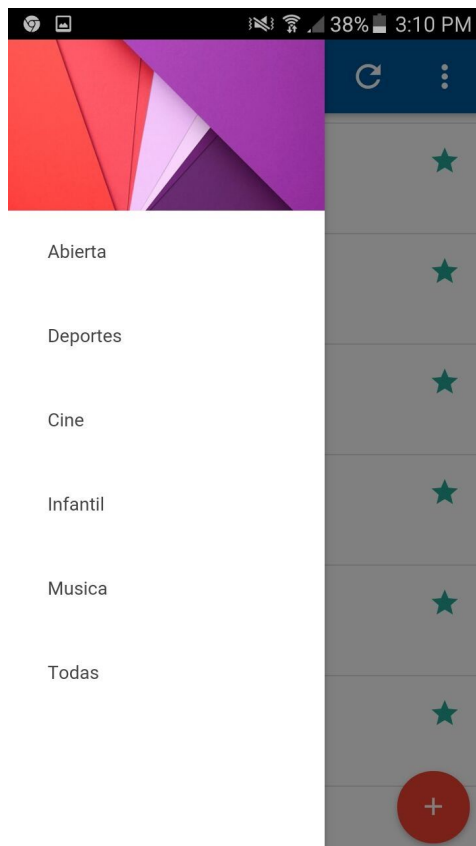 38% 3:10 PM
Abierta
Deportes
Cine
Infantil
Musica
Todas